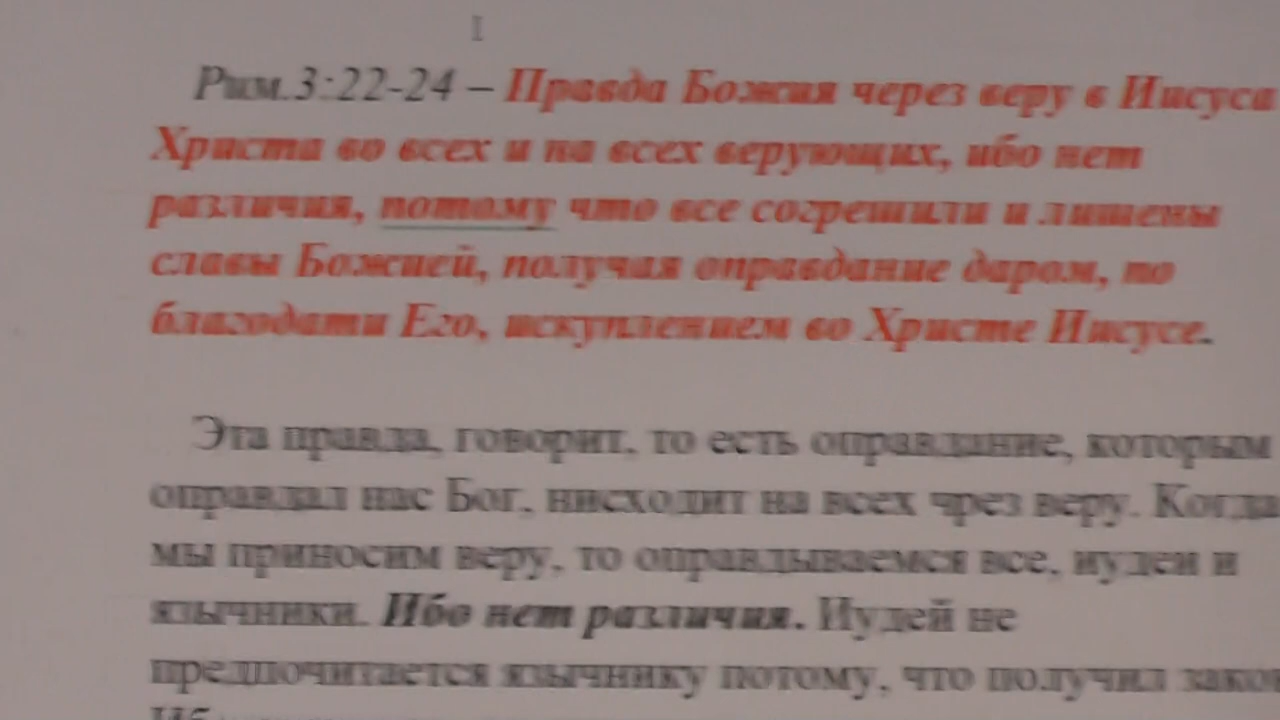 Рим.3:22-24 – Правда Божия через веру в Иисуса
Христа во всех и на всех верующих, ибо нет
различия, потому что все согрешили и лишены
славы Божией, получая оправдание даром, по
благодати Его, искуплением во Христе Иисусе.
Эта правда, говорит, то есть оправдание, которым
оправдал нас Бог, нисходит на всех чрез веру. Когда
мы приносим веру, то оправдываемся все, иудеи и
язычники. Ибо нет различия. Иудей не
предпочитается язычнику потому, что получил закон